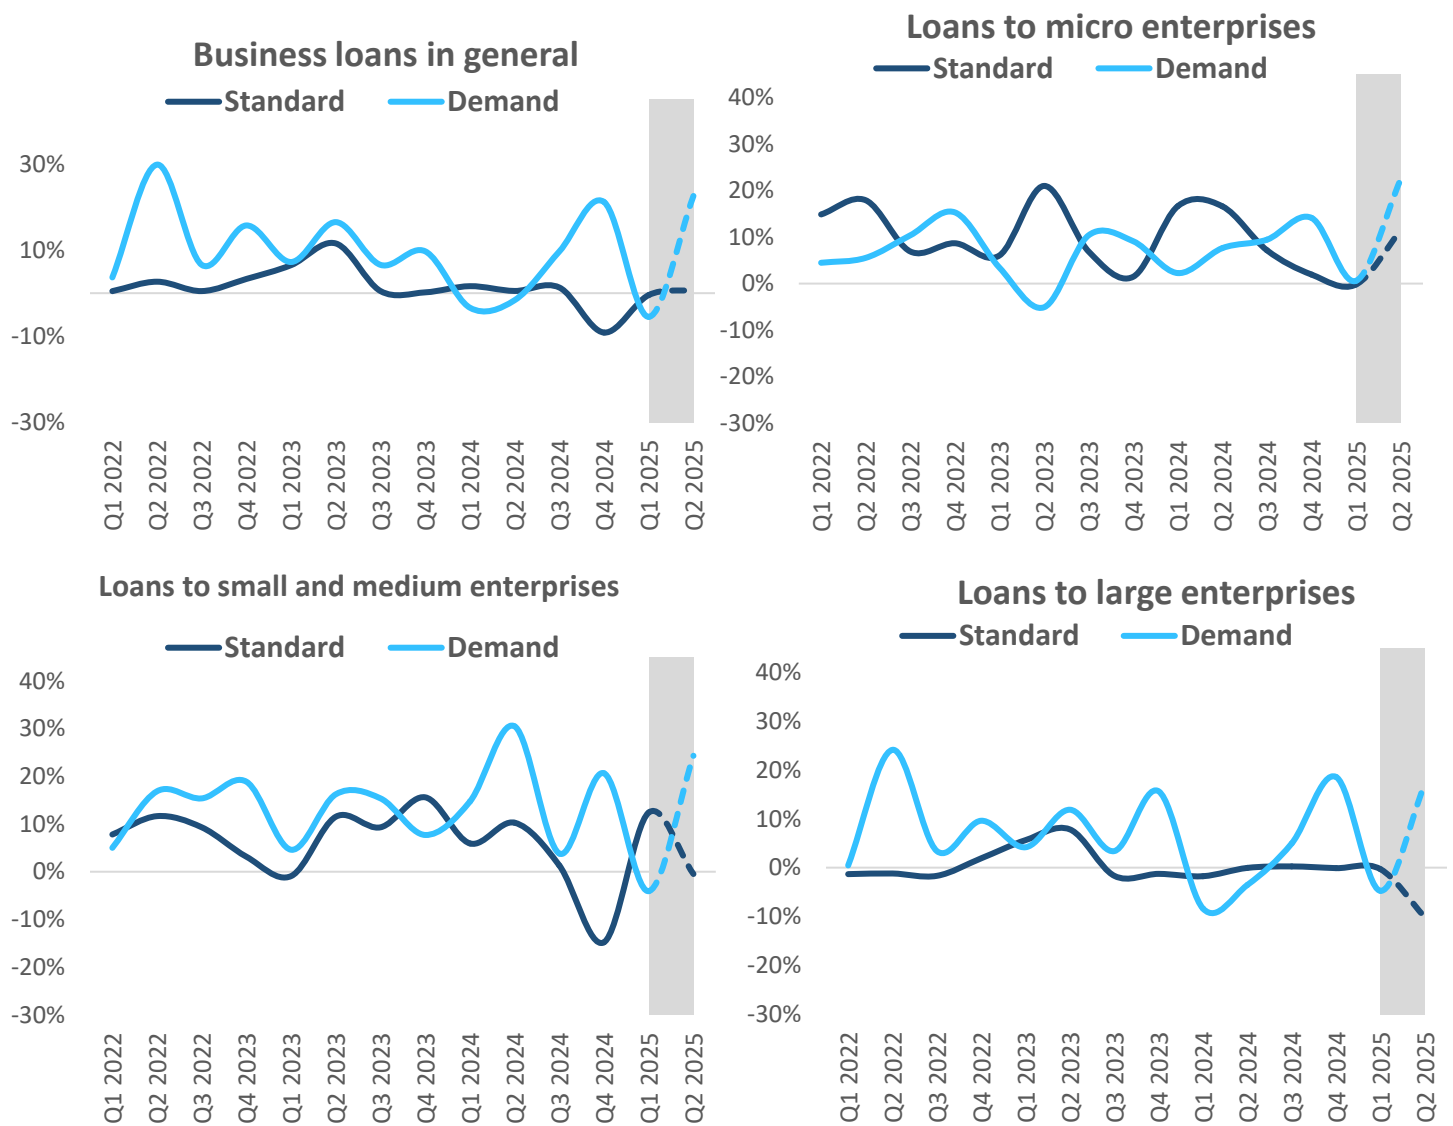 Business loans in general
Standard Demand
30%
10%
-10%
-30%
Q1 2022
Q2 2022
Q3 2022
Q4 2022
Q1 2023
Q2 2023
Q3 2023
Q4 2023
Q1 2024
Q2 2024
Q3 2024
Q4 2024
Q1 2025
Q2 2025
Loans to micro enterprises
Standard Demand
40%
30%
20%
10%
0%
-10%
-20%
-30%
Q1 2022
Q2 2022
Q3 2022
Q4 2022
Q1 2023
Q2 2023
Q3 2023
Q4 2023
Q1 2024
Q2 2024
Q3 2024
Q4 2024
Q1 2025
Q2 2025
Loans to small and medium enterprises
Standard Demand
40%
30%
20%
10%
0%
-10%
-20%
-30%
Q1 2022
Q2 2022
Q3 2022
Q4 2023
Q1 2023
Q2 2023
Q3 2023
Q4 2023
Q1 2024
Q2 2024
Q3 2024
Q4 2024
Q1 2025
Q2 2025
Loans to large enterprises
Standard Demand
40%
30%
20%
10%
0%
-10%
-20%
-30%
Q1 2022
Q2 2022
Q3 2022
Q4 2022
Q1 2023
Q2 2023
Q3 2023
Q4 2023
Q1 2024
Q2 2024
Q3 2024
Q4 2024
Q1 2025
Q2 2025